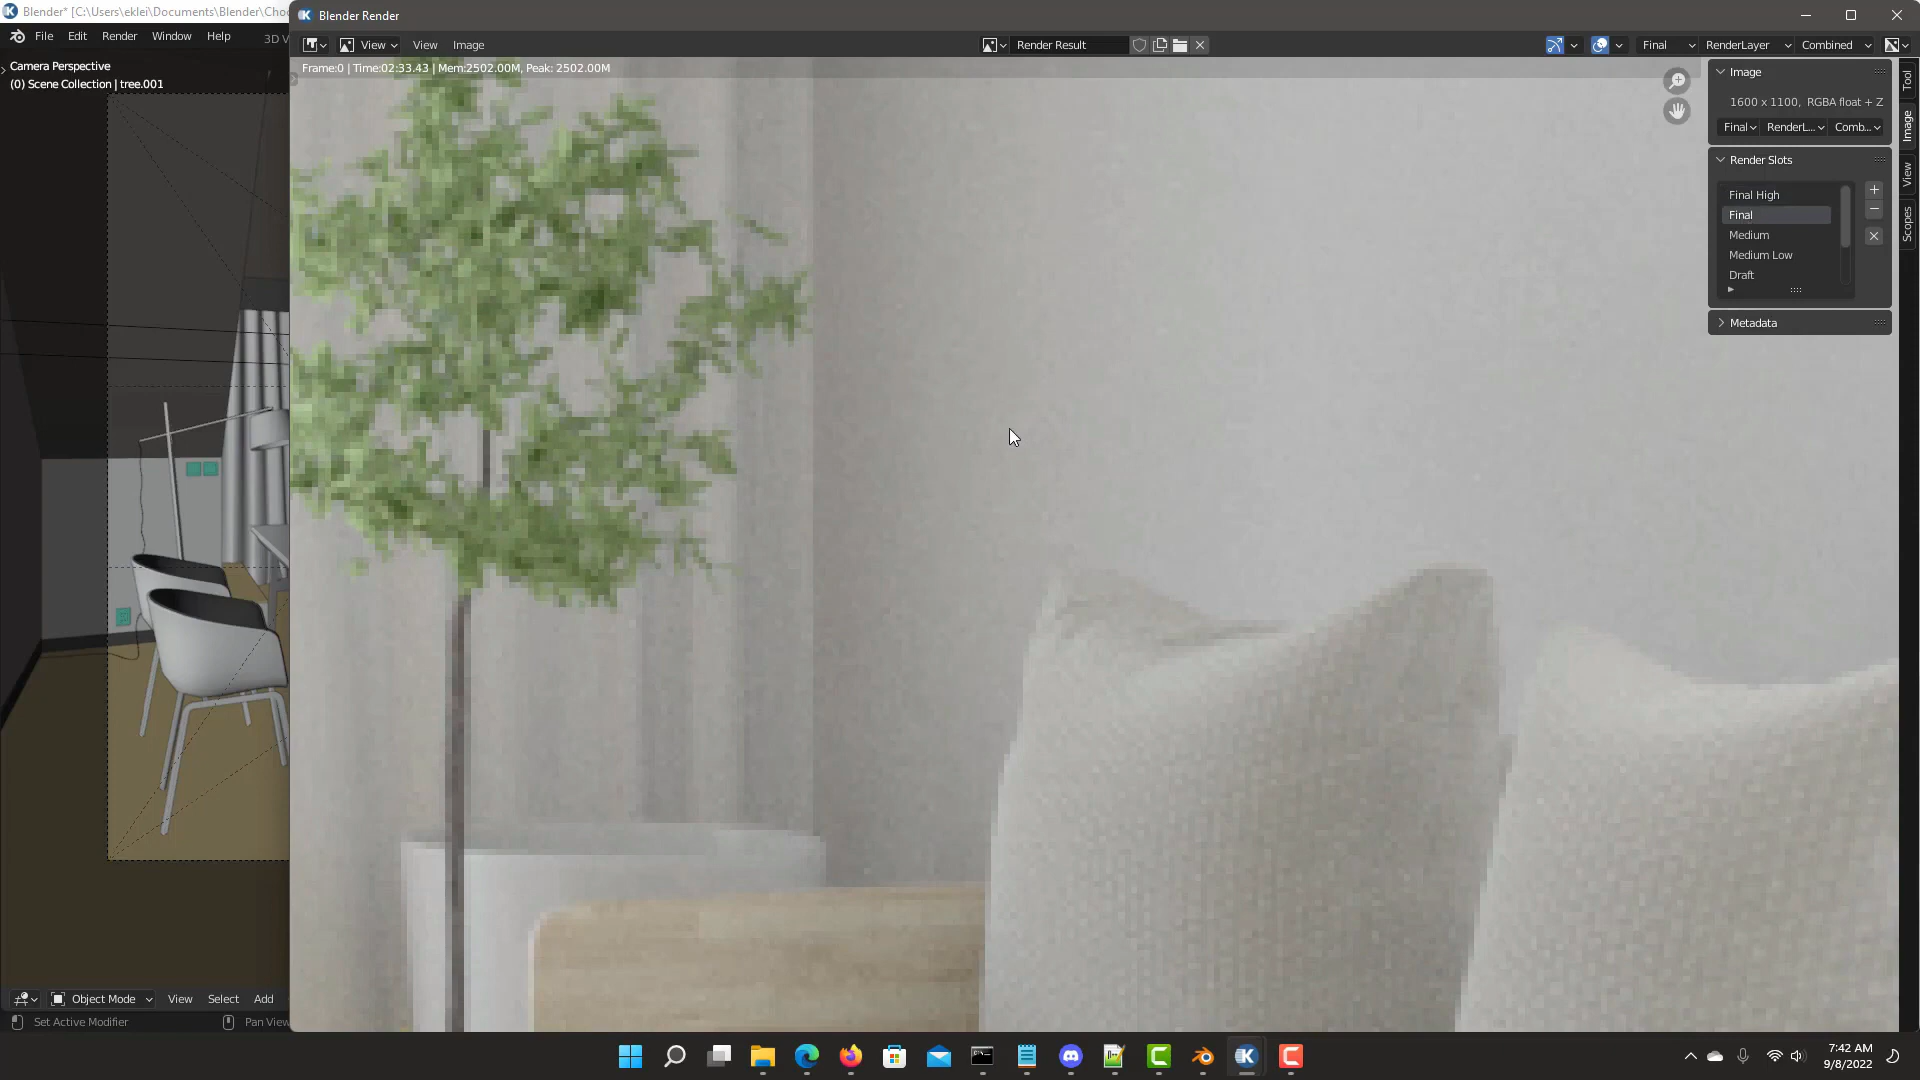 Blender* [C:\Users\eklei\Documents\Blender\Choc
Blender Render
File Edit Render Window Help
3D V
View View Image
Render Result
Final RenderLayer Combined
Camera Perspective
(0) Scene Collection | tree.001
Frame:0 | Time:02:33.43 | Mem:2502.00M, Peak: 2502.00M
Image
1600 x 1100, RGBA float + Z
Final RenderL... Comb...
Render Slots
Final High
Final
Medium
Medium Low
Draft
Metadata
Tool
Image
View
Scopes
Object Mode View Select Add
Set Active Modifier Pan View
7:42 AM
9/8/2022